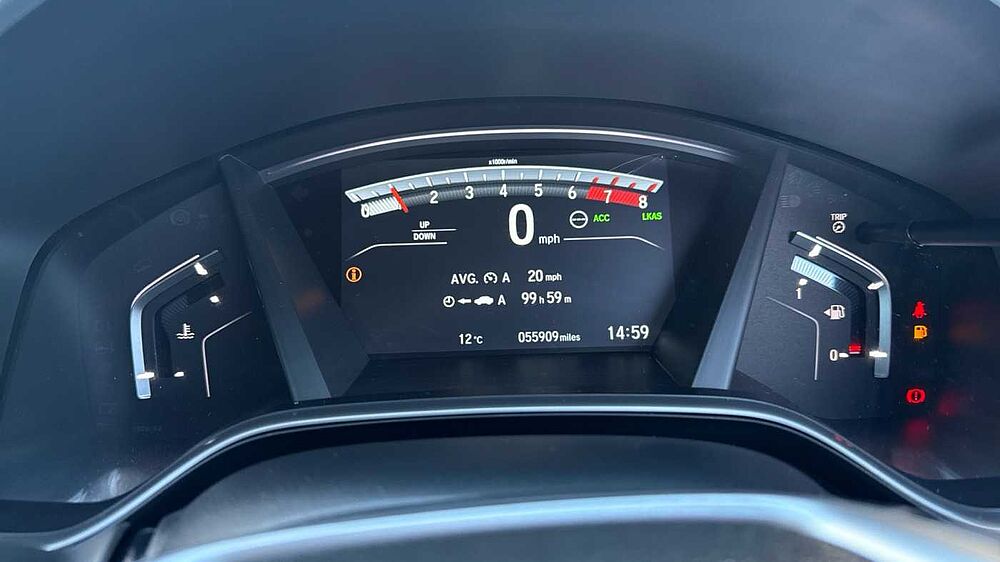 x1000r/min
0 2 3 4 5 6 7 8
UP
DOWN
0 mph
ACC
LKAS
TRIP
AVG. A 20 mph
A 99 h 59 m
12 °C 055909 miles 14:59
1
0